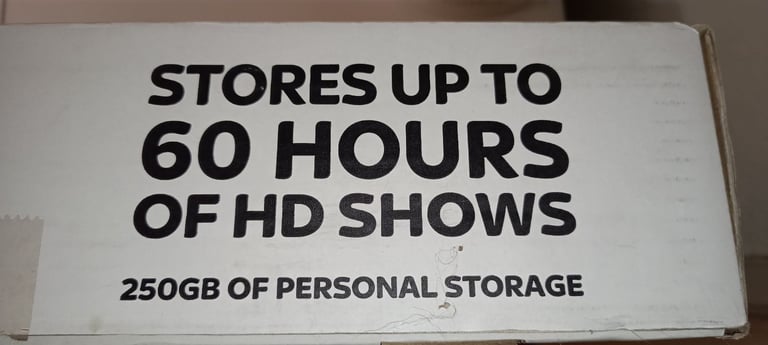 STORES UP TO
60 HOURS
OF HD SHOWS
250GB OF PERSONAL STORAGE